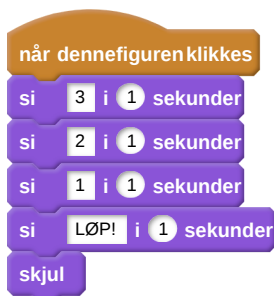 når dennefiguren klikkes
si 3 i 1 sekunder
si 2 i 1 sekunder
si 1 i 1 sekunder
si LØP! i 1 sekunder
skjul